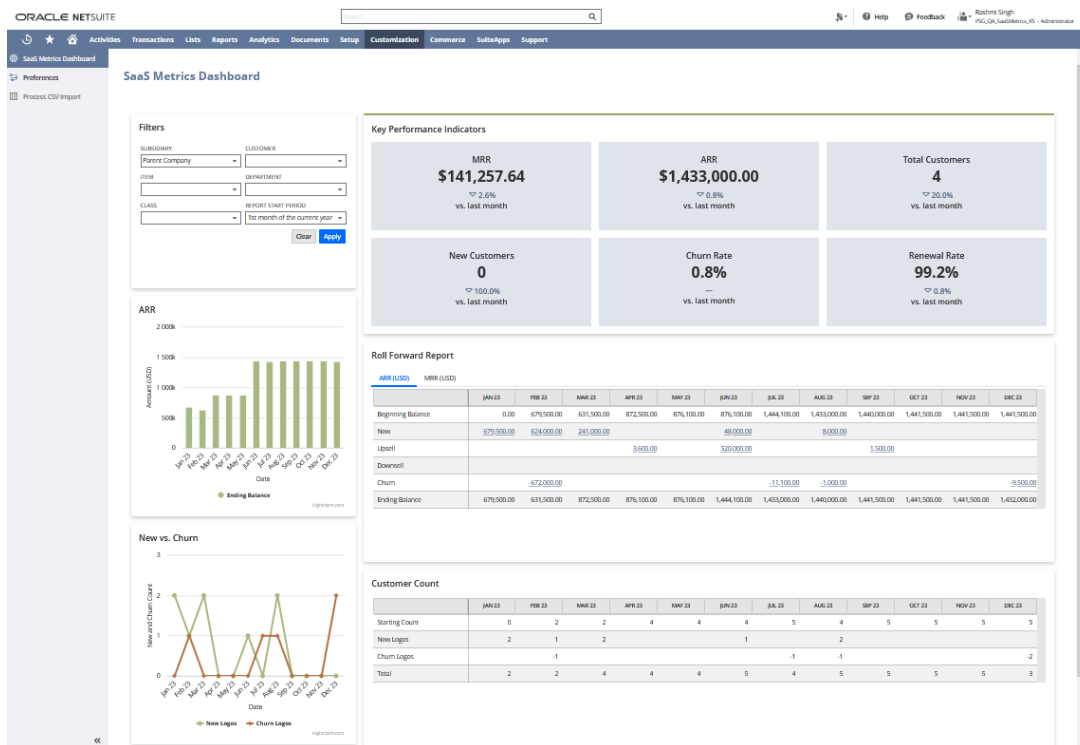 ORACLE NETSUITE
Search
Help
Feedback
Rashmi Singh
PSG_QA_SaaSMetrics_RS - Administrator
Activities Transactions Lists Reports Analytics Documents Setup Customization Commerce SuiteApps Support
SaaS Metrics Dashboard
Preferences
Process CSV Import
SaaS Metrics Dashboard
Filters
SUBSIDIARY CUSTOMER
Parent Company
ITEM DEPARTMENT
CLASS REPORT START PERIOD
1st month of the current year
Clear Apply
Key Performance Indicators
MRR
$141,257.64
2.6%
vs. last month
ARR
$1,433,000.00
0.8%
vs. last month
Total Customers
4
20.0%
vs. last month
New Customers
0
100.0%
vs. last month
Churn Rate
0.8%
—
vs. last month
Renewal Rate
99.2%
0.8%
vs. last month
ARR
2 000k
1 500k
1 000k
500k
0
Amount (USD)
Jan 23 Feb 23 Mar 23 Apr 23 May 23 Jun 23 Jul 23 Aug 23 Sep 23 Oct 23 Nov 23 Dec 23
Date
Ending Balance
Highcharts.com
Roll Forward Report
ARR (USD) MRR (USD)
JAN 23 FEB 23 MAR 23 APR 23 MAY 23 JUN 23 JUL 23 AUG 23 SEP 23 OCT 23 NOV 23 DEC 23
Beginning Balance 0.00 679,500.00 631,500.00 872,500.00 876,100.00 876,100.00 1,444,100.00 1,433,000.00 1,440,000.00 1,441,500.00 1,441,500.00 1,441,500.00
New 679,500.00 624,000.00 241,000.00 48,000.00 8,000.00
Upsell 3,600.00 520,000.00 1,500.00
Downsell
Churn -672,000.00 -11,100.00 -1,000.00 -9,500.00
Ending Balance 679,500.00 631,500.00 872,500.00 876,100.00 876,100.00 1,444,100.00 1,433,000.00 1,440,000.00 1,441,500.00 1,441,500.00 1,441,500.00 1,432,000.00
New vs. Churn
3
2
1
0
New and Churn Count
Jan 23 Feb 23 Mar 23 Apr 23 May 23 Jun 23 Jul 23 Aug 23 Sep 23 Oct 23 Nov 23 Dec 23
Date
New Logos Churn Logos
Highcharts.com
Customer Count
JAN 23 FEB 23 MAR 23 APR 23 MAY 23 JUN 23 JUL 23 AUG 23 SEP 23 OCT 23 NOV 23 DEC 23
Starting Count 0 2 2 4 4 4 5 4 5 5 5 5
New Logos 2 1 2 1 2
Churn Logos -1 -1 -1 -2
Total 2 2 4 4 4 5 4 5 5 5 5 3